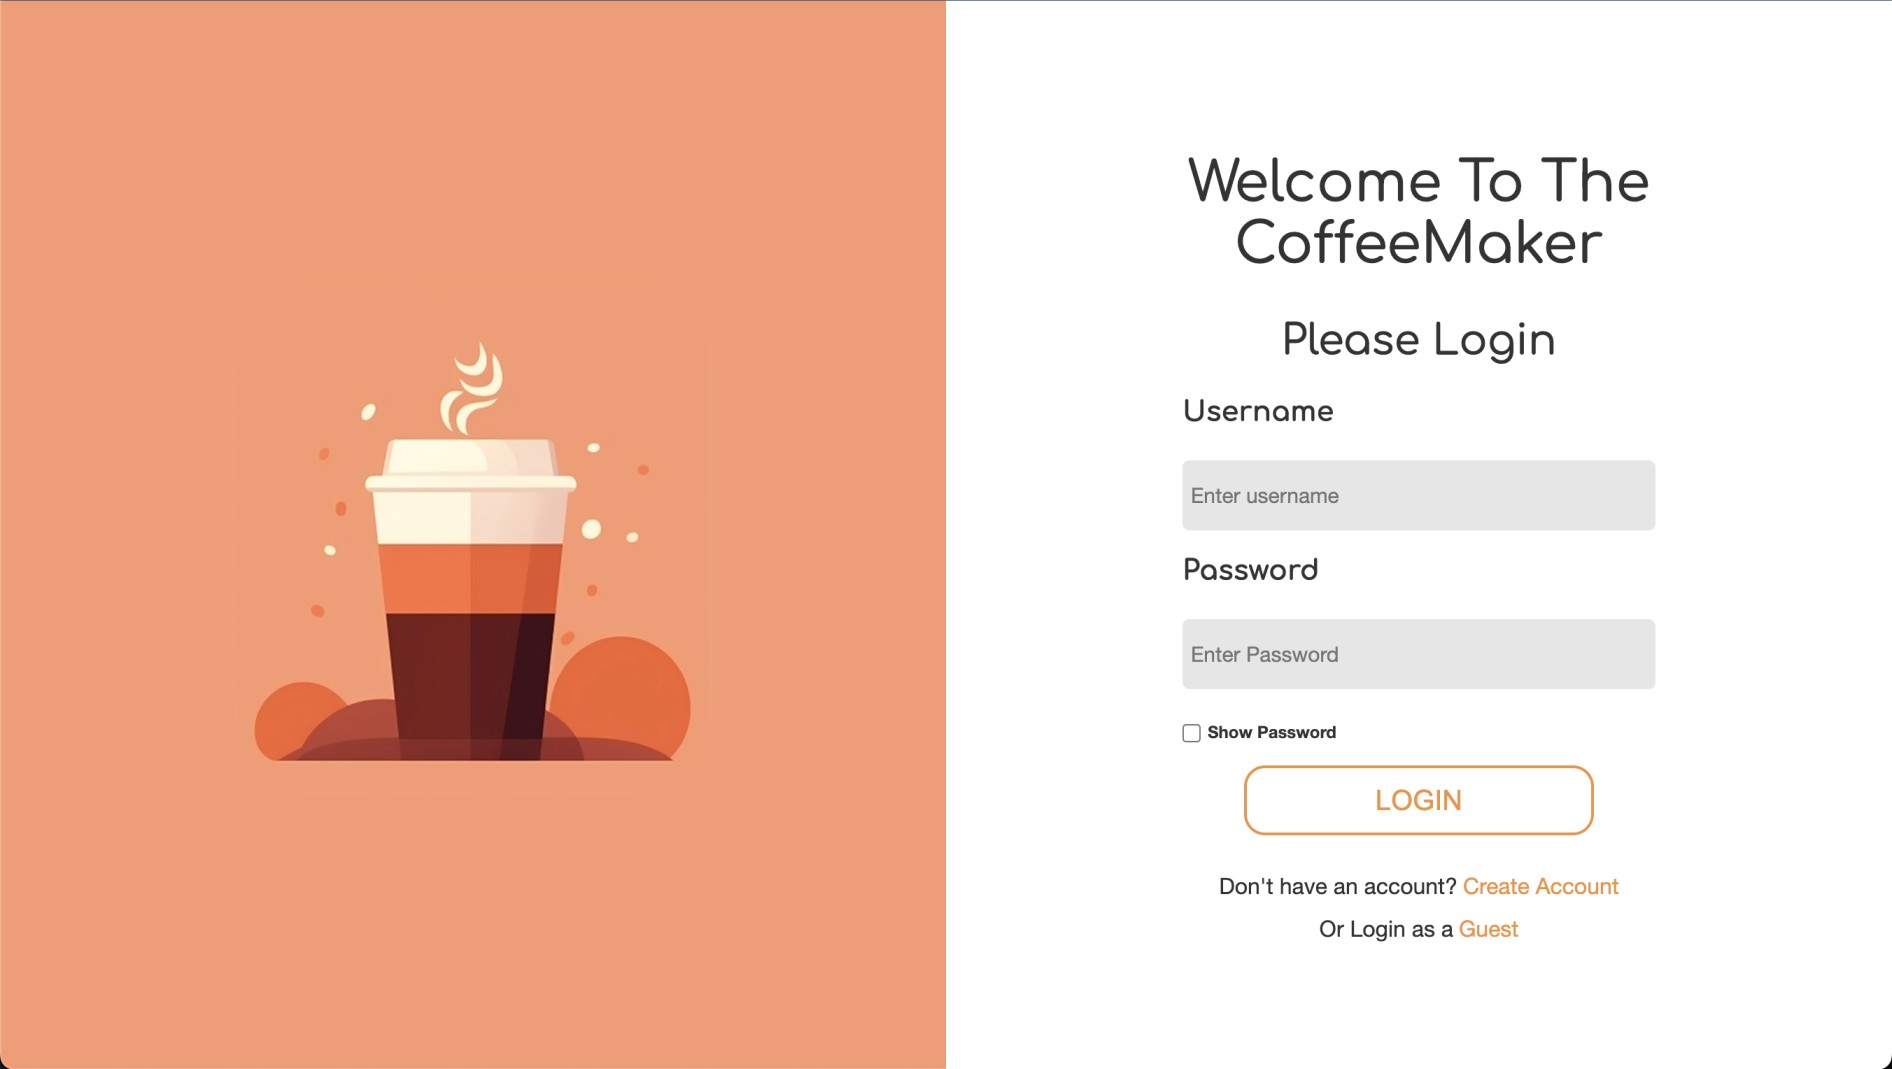 Welcome To The
CoffeeMaker
Please Login
Username
Enter username
Password
Enter Password
Show Password
LOGIN
Don't have an account? Create Account
Or Login as a Guest